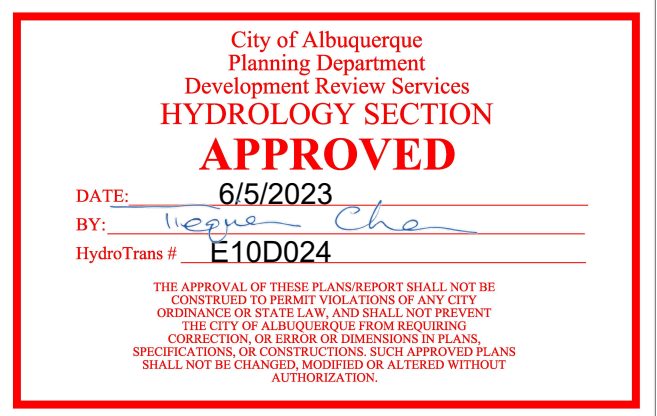 City of Albuquerque
Planning Department
Development Review Services
HYDROLOGY SECTION
APPROVED
DATE: 6/5/2023
BY: Tiequan Chen
HydroTrans # E10D024
THE APPROVAL OF THESE PLANS/REPORT SHALL NOT BE
CONSTRUED TO PERMIT VIOLATIONS OF ANY CITY
ORDINANCE OR STATE LAW, AND SHALL NOT PREVENT
THE CITY OF ALBUQUERQUE FROM REQUIRING
CORRECTION, OR ERROR OR DIMENSIONS IN PLANS,
SPECIFICATIONS, OR CONSTRUCTIONS. SUCH APPROVED PLANS
SHALL NOT BE CHANGED, MODIFIED OR ALTERED WITHOUT
AUTHORIZATION.